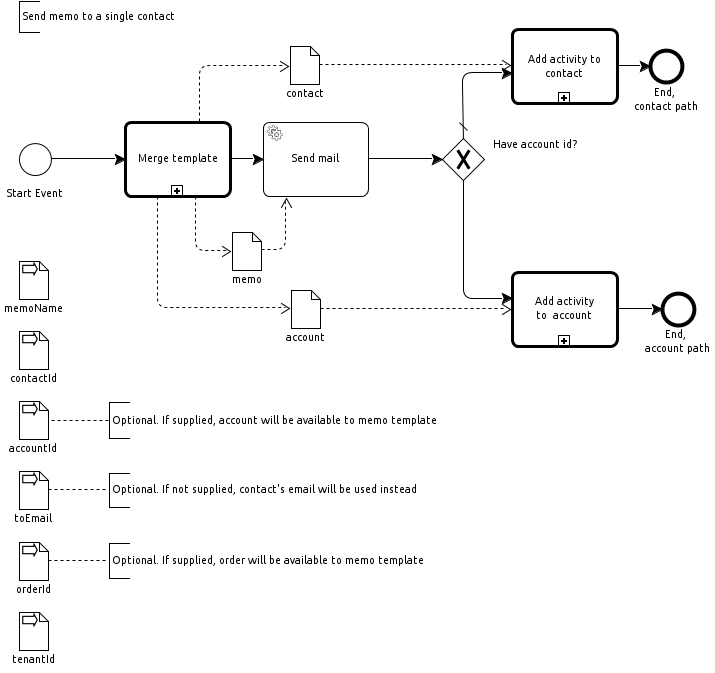 Send memo to a single contact
Add activity to
contact
contact
End,
contact path
Merge template
Send mail
Have account id?
Start Event
memo
memoName
Add activity
to account
account
End,
account path
contactId
Optional. If supplied, account will be available to memo template
accountId
Optional. If not supplied, contact's email will be used instead
toEmail
Optional. If supplied, order will be available to memo template
orderId
tenantId